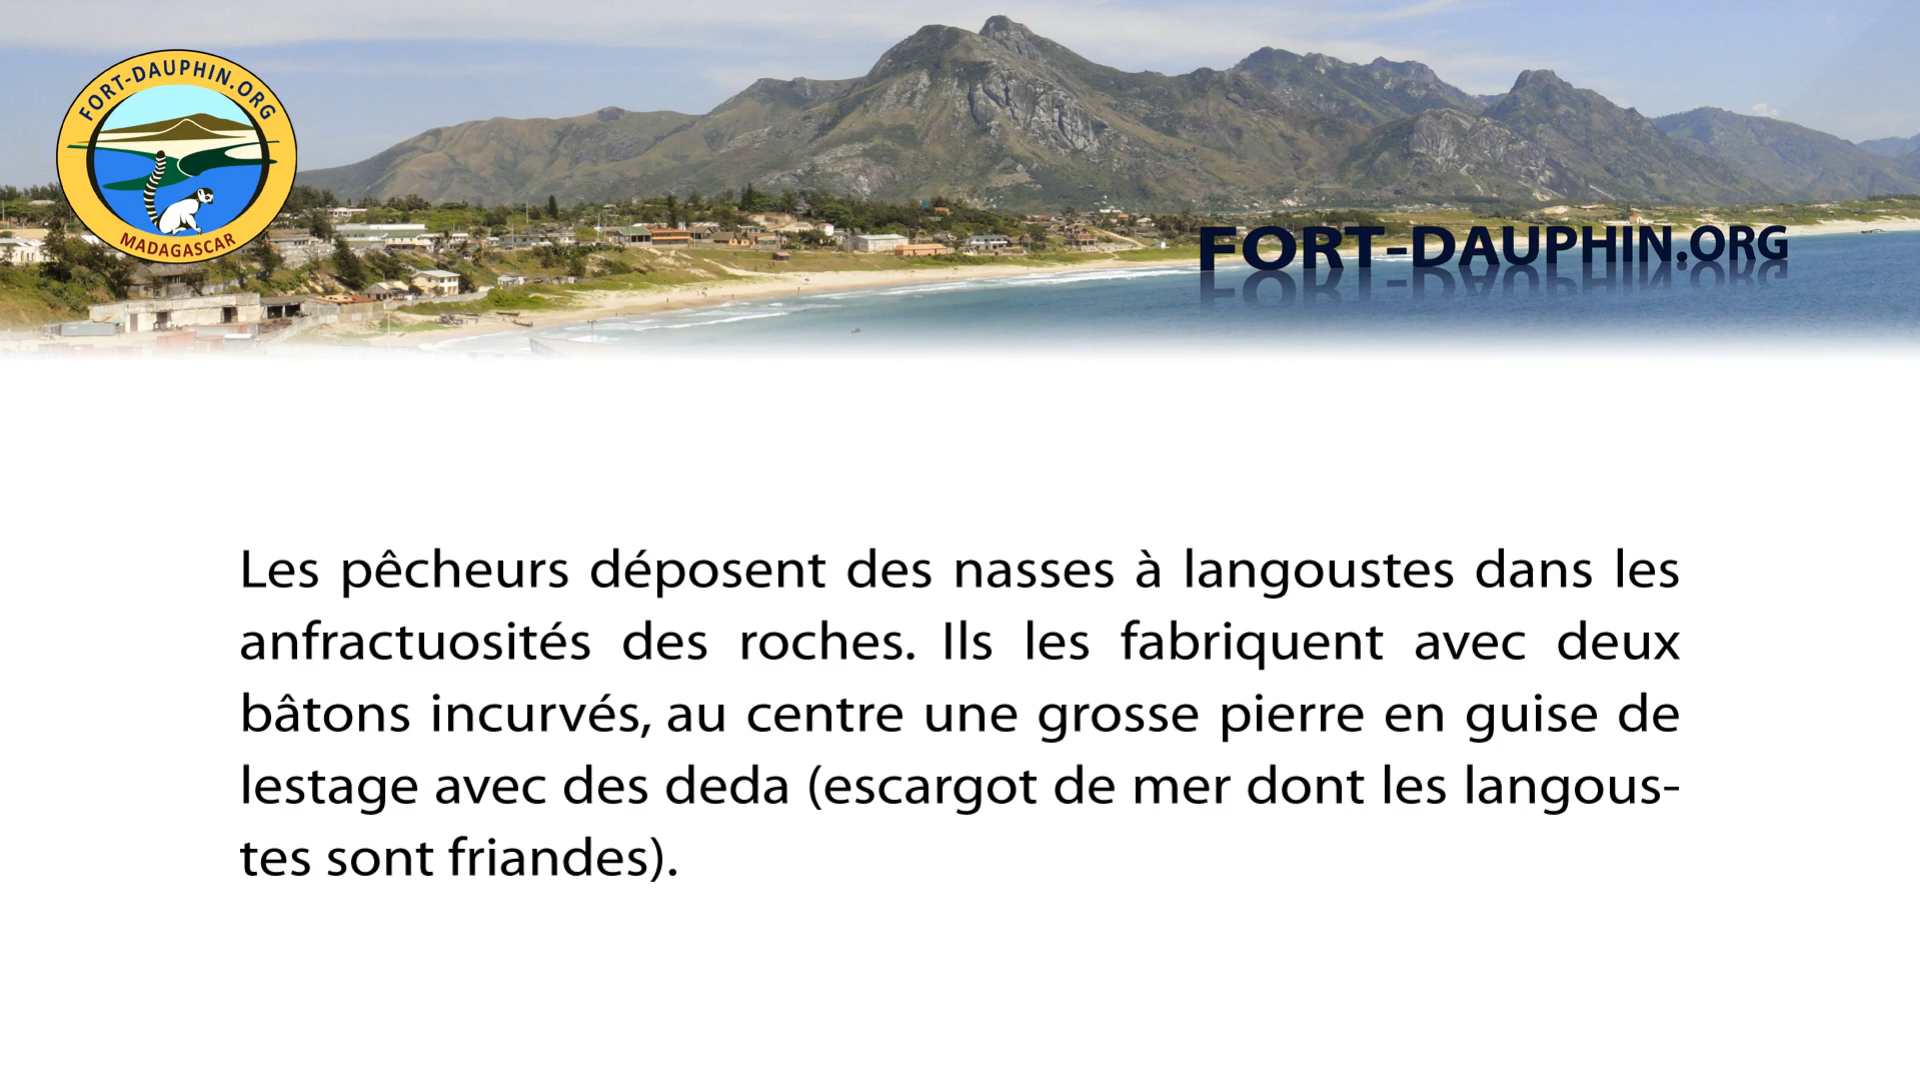 FORT-DAUPHIN.ORG
MADAGASCAR
FORT-DAUPHIN.ORG
Les pêcheurs déposent des nasses à langoustes dans les
anfractuosités des roches. Ils les fabriquent avec deux
bâtons incurvés, au centre une grosse pierre en guise de
lestage avec des deda (escargot de mer dont les langous-
tes sont friandes).